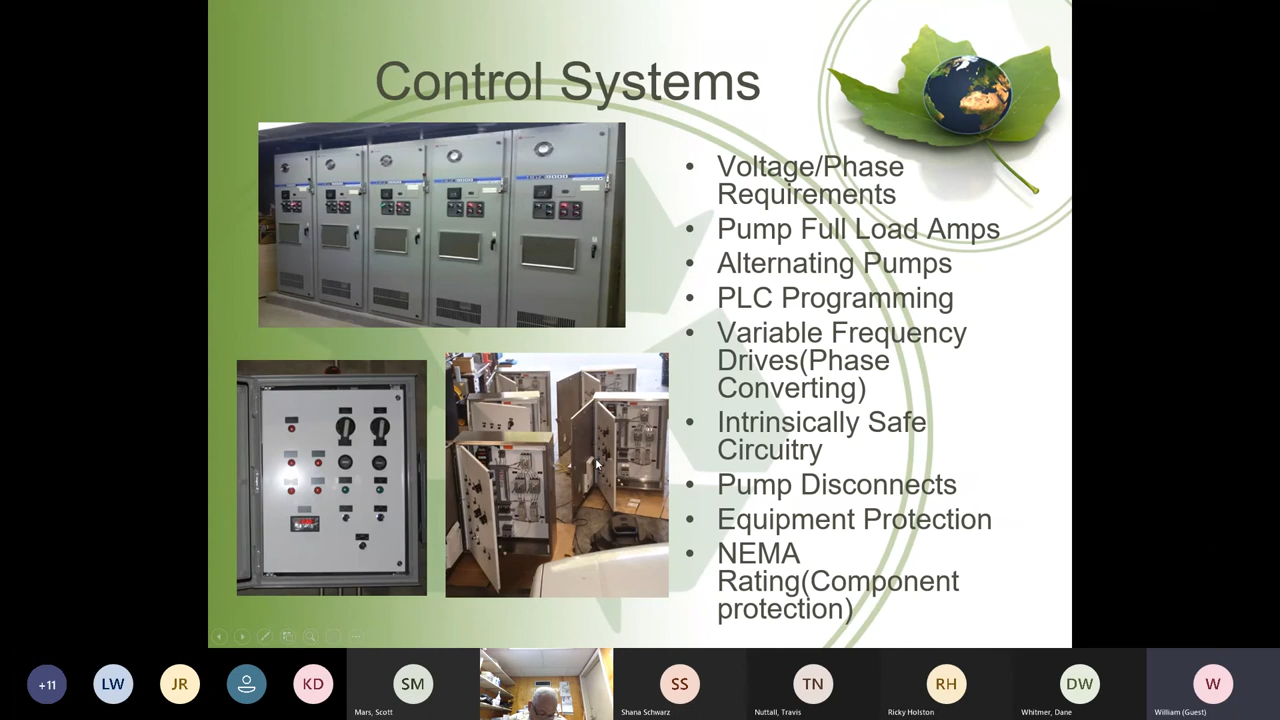 Control Systems
• Voltage/Phase
Requirements
• Pump Full Load Amps
• Alternating Pumps
• PLC Programming
• Variable Frequency
Drives(Phase
Converting)
• Intrinsically Safe
Circuitry
• Pump Disconnects
• Equipment Protection
• NEMA
Rating(Component
protection)
+11
LW
JR
KD
SM
Mars, Scott
SS
Shana Schwarz
TN
Nuttall, Travis
RH
Ricky Holston
DW
Whitmer, Dane
W
William (Guest)